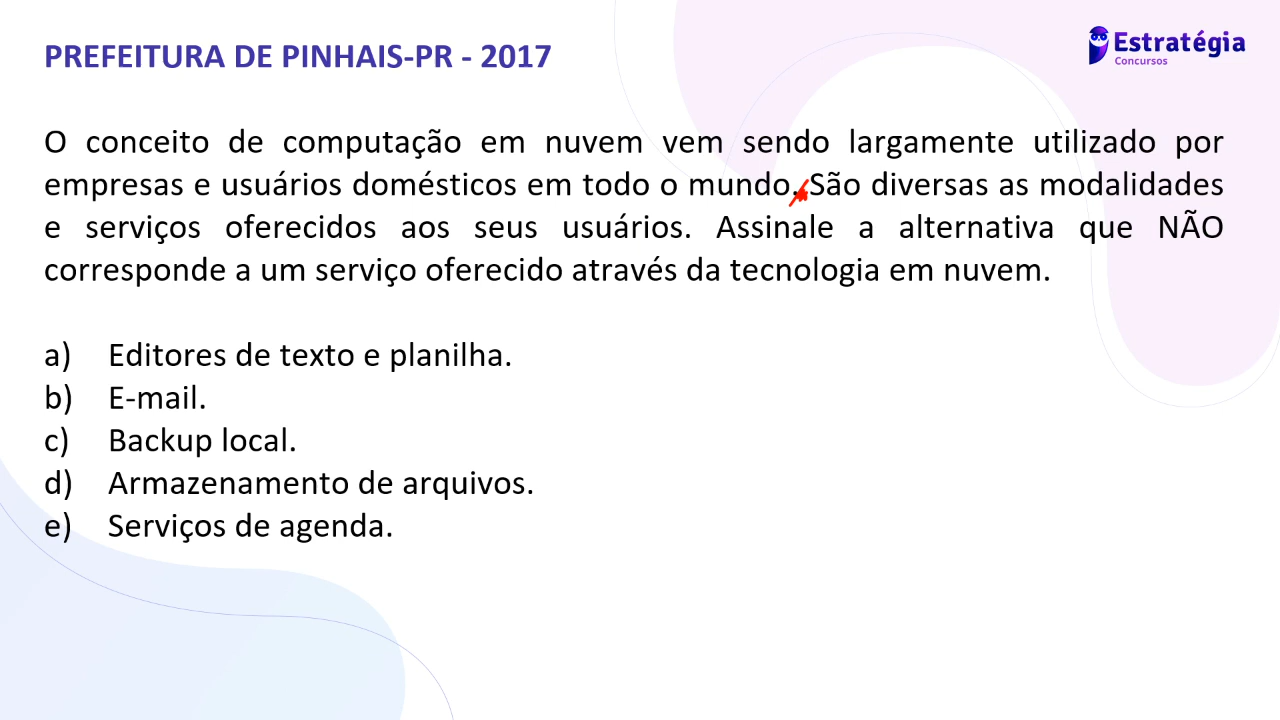 PREFEITURA DE PINHAIS-PR - 2017
Estratégia
Concursos
O conceito de computação em nuvem vem sendo largamente utilizado por
empresas e usuários domésticos em todo o mundo. São diversas as modalidades
e serviços oferecidos aos seus usuários. Assinale a alternativa que NÃO
corresponde a um serviço oferecido através da tecnologia em nuvem.
a) Editores de texto e planilha.
b) E-mail.
c) Backup local.
d) Armazenamento de arquivos.
e) Serviços de agenda.